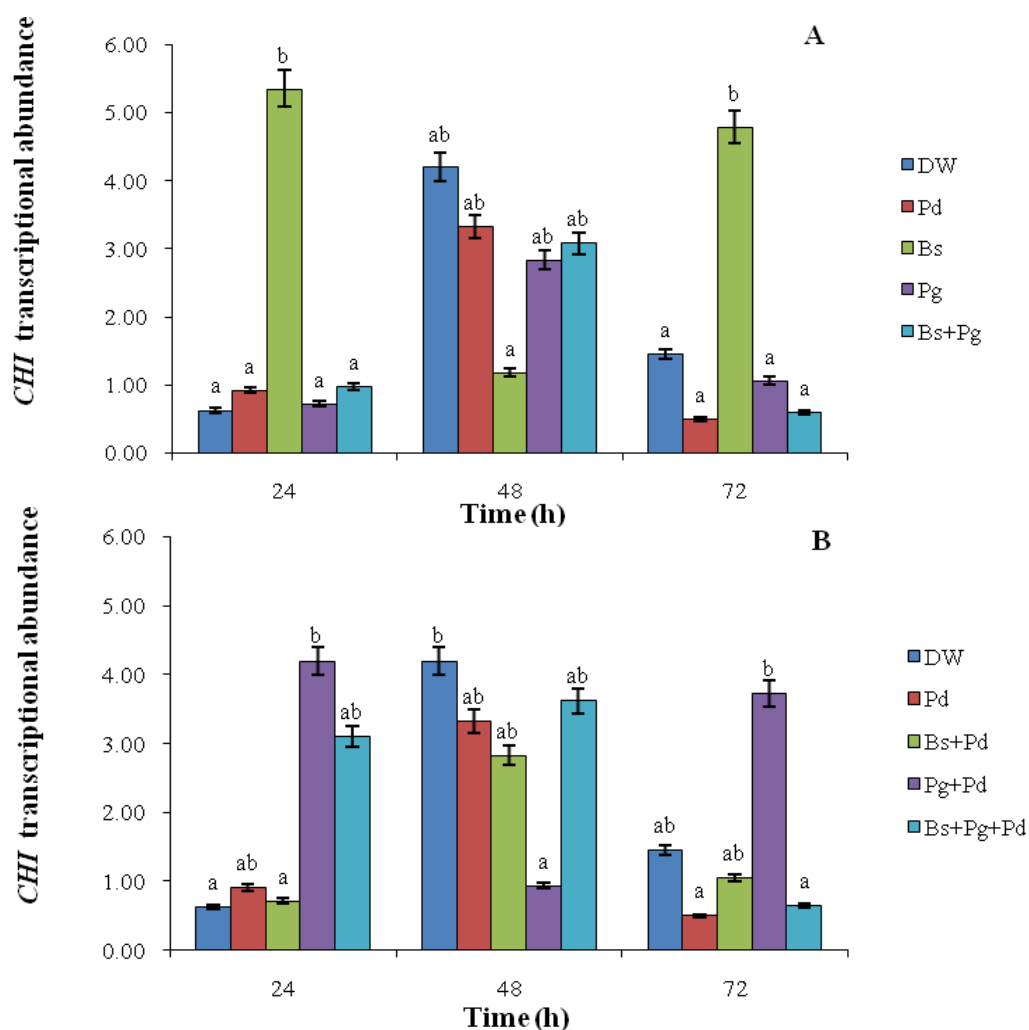 A
CHI transcriptional abundance
6.00
5.00
4.00
3.00
2.00
1.00
0.00
a a b a a
ab ab a ab ab
a a b a a
24 48 72
Time (h)
DW
Pd
Bs
Pg
Bs+Pg
B
CHI transcriptional abundance
6.00
5.00
4.00
3.00
2.00
1.00
0.00
a ab a b ab
b ab ab a ab
ab a ab b a
24 48 72
Time (h)
DW
Pd
Bs+Pd
Pg+Pd
Bs+Pg+Pd